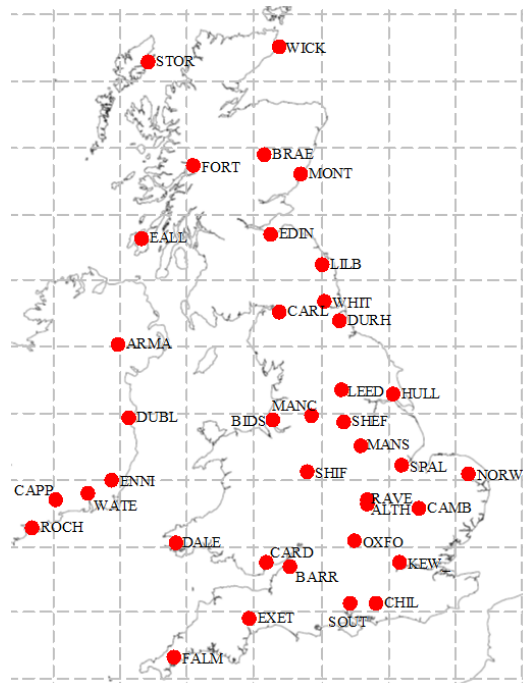 WICK
STOR
BRAE
FORT
MONT
EDIN
EALL
LILB
WHIT
CARL
DURH
ARMA
LEED
HULL
MANC
DUBL
BIDS
SHEF
MANS
SPAL
SHIF
NORW
ENNI
CAPP
RAVE
WATE
ALTH
CAMB
ROCH
OXFO
DALE
CARD
KEW
BARR
CHIL
EXET
SOUT
FALM